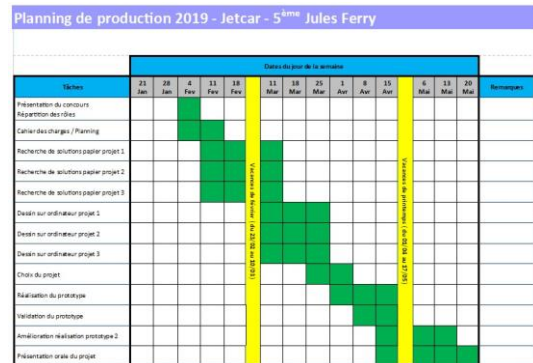 Planning de production 2019 - Jetcar - 5ème Jules Ferry
Dates du jour de la semaine
Tâches
21 Jan
28 Jan
4 Fev
11 Fev
18 Fev
11 Mar
18 Mar
25 Mar
1 Avr
8 Avr
15 Avr
6 Mai
13 Mai
20 Mai
Remarques
Présentation du concours
Répartition des rôles
Cahier des charges / Planning
Recherche de solutions papier projet 1
Recherche de solutions papier projet 2
Recherche de solutions papier projet 3
Dessin sur ordinateur projet 1
Dessin sur ordinateur projet 2
Dessin sur ordinateur projet 3
Choix du projet
Réalisation du prototype
Validation du prototype
Amélioration réalisation prototype 2
Présentation orale du projet
Vacances de février ( du
Vacances de printemps ( du